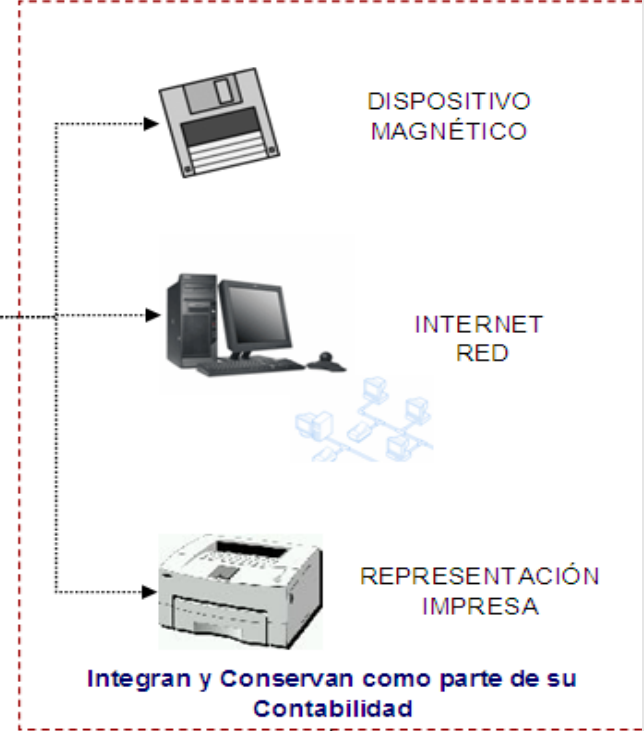 DISPOSITIVO
MAGNÉTICO
INTERNET
RED
REPRESENTACIÓN
IMPRESA
Integran y Conservan como parte de su
Contabilidad